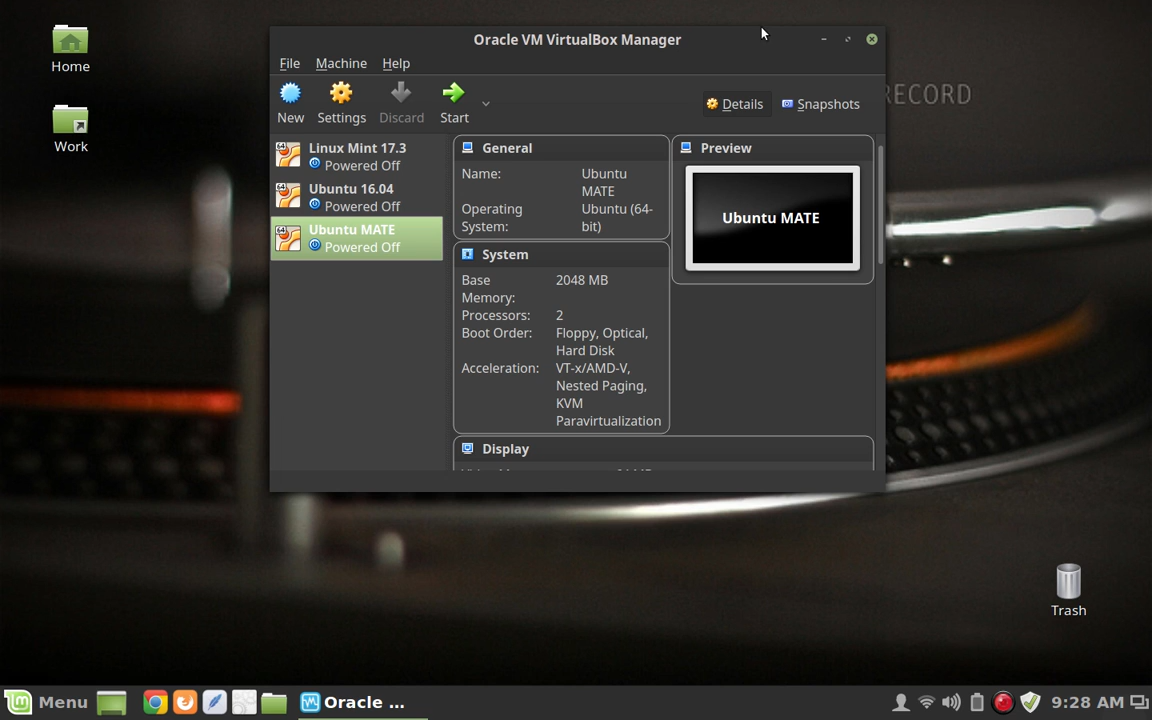 Home
Work
Oracle VM VirtualBox Manager
File Machine Help
New Settings Discard Start
Details Snapshots
64 Linux Mint 17.3
Powered Off
64 Ubuntu 16.04
Powered Off
64 Ubuntu MATE
Powered Off
General
Name: Ubuntu
MATE
Operating Ubuntu (64-
System: bit)
System
Base 2048 MB
Memory:
Processors: 2
Boot Order: Floppy, Optical,
Hard Disk
Acceleration: VT-x/AMD-V,
Nested Paging,
KVM
Paravirtualization
Display
Preview
Ubuntu MATE
RECORD
Trash
Menu
Oracle ...
9:28 AM